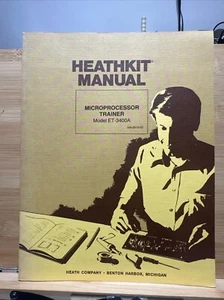 HEATHKIT®
MANUAL
MICROPROCESSOR
TRAINER
Model ET-3400A
HEATH COMPANY • BENTON HARBOR, MICHIGAN